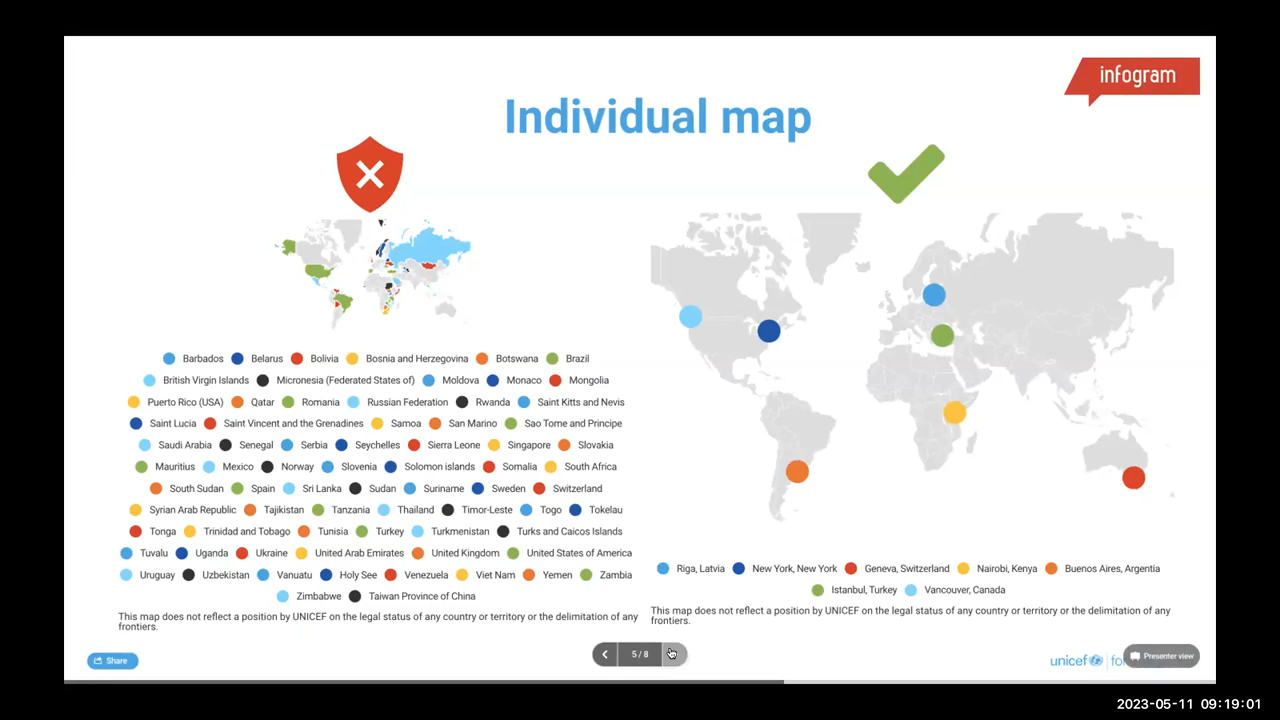 infogram
Individual map
Barbados Belarus Bolivia Bosnia and Herzegovina Botswana Brazil
British Virgin Islands Micronesia (Federated States of) Moldova Monaco Mongolia
Puerto Rico (USA) Qatar Romania Russian Federation Rwanda Saint Kitts and Nevis
Saint Lucia Saint Vincent and the Grenadines Samoa San Marino Sao Tome and Principe
Saudi Arabia Senegal Serbia Seychelles Sierra Leone Singapore Slovakia
Mauritius Mexico Norway Slovenia Solomon islands Somalia South Africa
South Sudan Spain Sri Lanka Sudan Suriname Sweden Switzerland
Syrian Arab Republic Tajikistan Tanzania Thailand Timor-Leste Togo Tokelau
Tonga Trinidad and Tobago Tunisia Turkey Turkmenistan Turks and Caicos Islands
Tuvalu Uganda Ukraine United Arab Emirates United Kingdom United States of America
Uruguay Uzbekistan Vanuatu Holy See Venezuela Viet Nam Yemen Zambia
Zimbabwe Taiwan Province of China
This map does not reflect a position by UNICEF on the legal status of any country or territory or the delimitation of any
frontiers.
Riga, Latvia New York, New York Geneva, Switzerland Nairobi, Kenya Buenos Aires, Argentia
Istanbul, Turkey Vancouver, Canada
This map does not reflect a position by UNICEF on the legal status of any country or territory or the delimitation of any
frontiers.
Share
5 / 8
unicef
Presenter view
2023-05-11 09:19:01